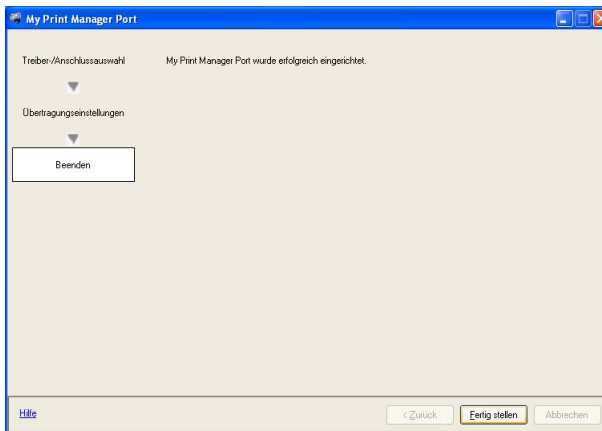 My Print Manager Port
Treiber-/Anschlussauswahl
My Print Manager Port wurde erfolgreich eingerichtet.
Übertragungseinstellungen
Beenden
Hilfe
< Zurück
Fertig stellen
Abbrechen